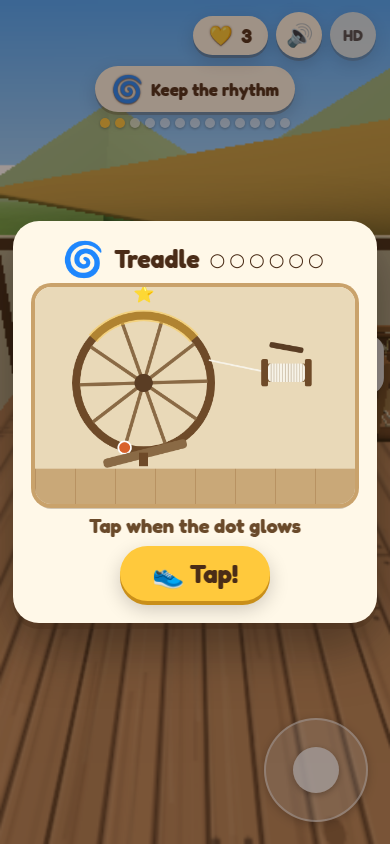 3
HD
Keep the rhythm
Treadle
Tap when the dot glows
Tap!